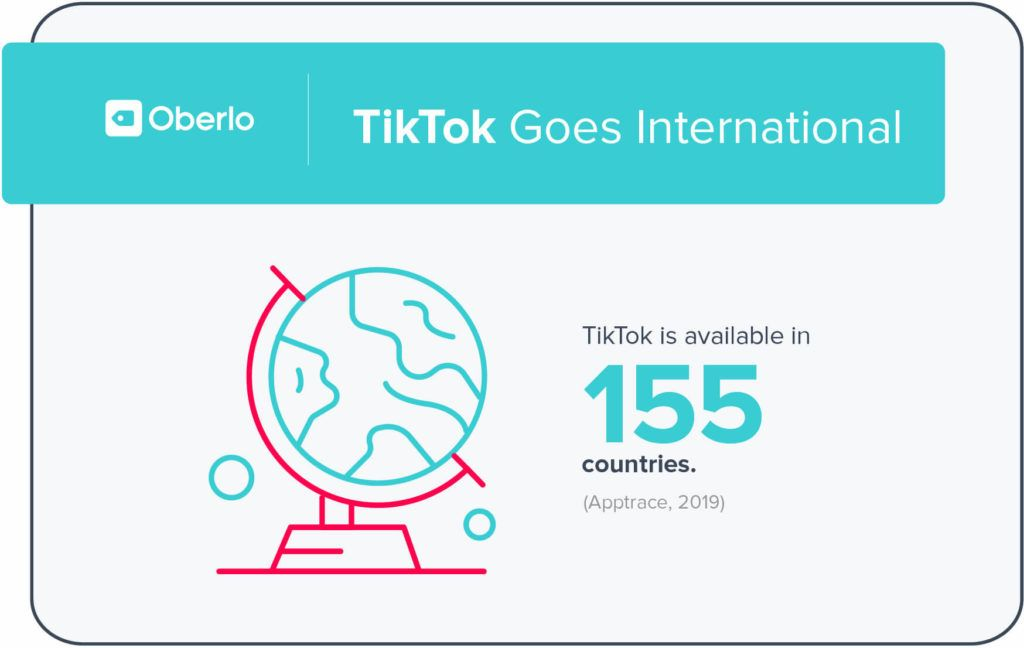 Oberlo
TikTok Goes International
TikTok is available in
155
countries.
(Apptrace, 2019)